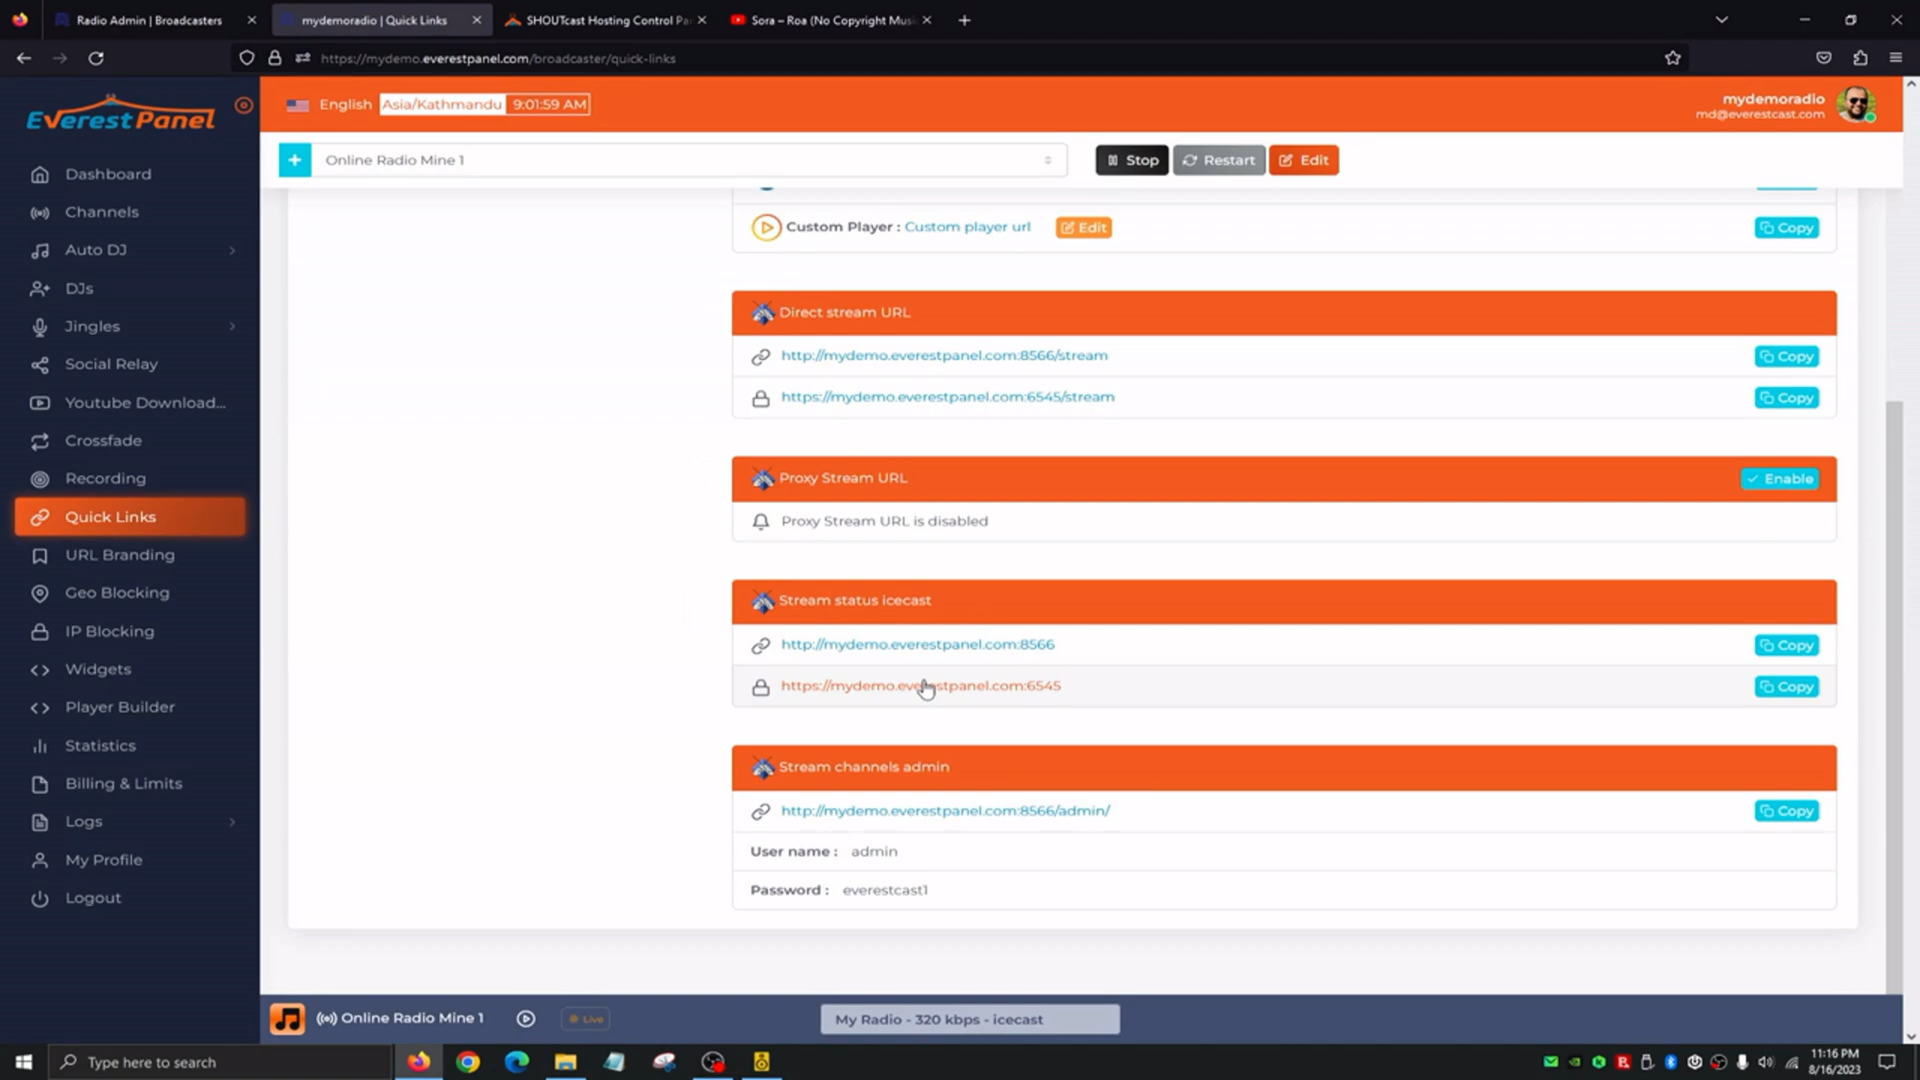 Radio Admin | Broadcasters
mydemoradio | Quick Links
SHOUTcast Hosting Control Pa
Sora – Roa (No Copyright Musi
https://mydemo.everestpanel.com/broadcaster/quick-links
EverestPanel
English
Asia/Kathmandu
9:01:59 AM
mydemoradio
md@everestcast.com
Online Radio Mine 1
Stop
Restart
Edit
Dashboard
Channels
Auto DJ
DJs
Jingles
Social Relay
Youtube Download...
Crossfade
Recording
Quick Links
URL Branding
Geo Blocking
IP Blocking
Widgets
Player Builder
Statistics
Billing & Limits
Logs
My Profile
Logout
Custom Player : Custom player url
Edit
Copy
Direct stream URL
http://mydemo.everestpanel.com:8566/stream
Copy
https://mydemo.everestpanel.com:6545/stream
Copy
Proxy Stream URL
Enable
Proxy Stream URL is disabled
Stream status icecast
http://mydemo.everestpanel.com:8566
Copy
https://mydemo.everestpanel.com:6545
Copy
Stream channels admin
http://mydemo.everestpanel.com:8566/admin/
Copy
User name : admin
Password : everestcast1
Online Radio Mine 1
Live
My Radio - 320 kbps - icecast
Type here to search
11:16 PM
8/16/2023